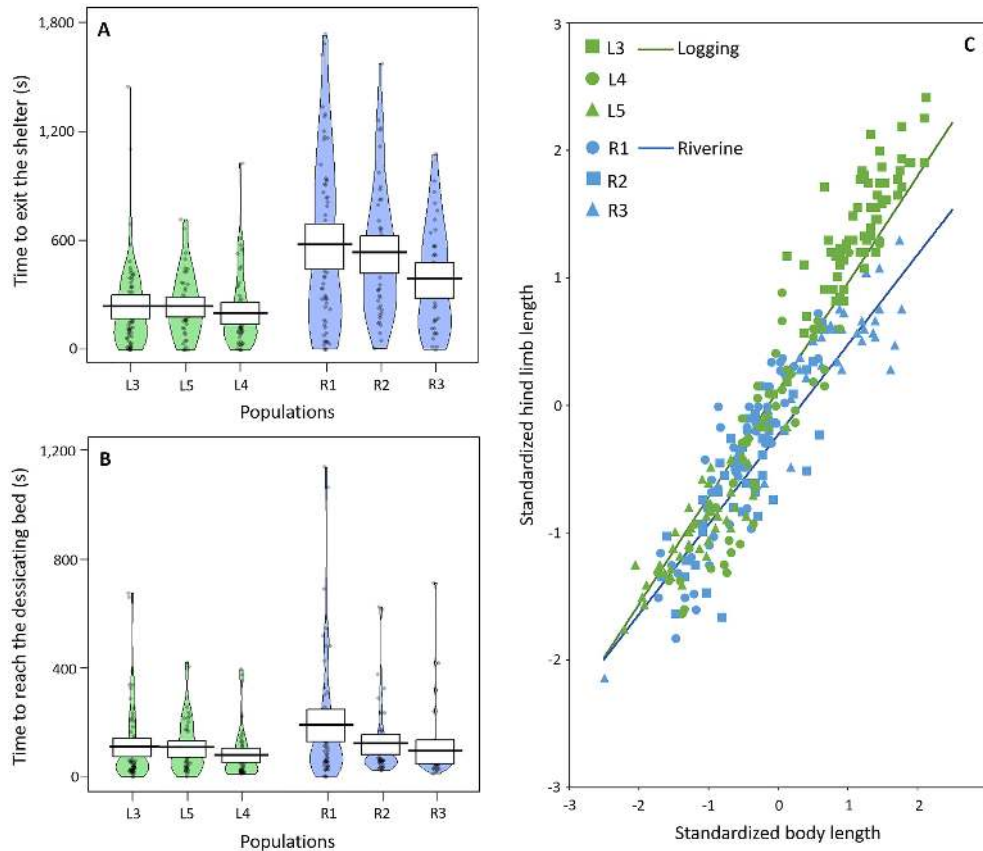 A
Time to exit the shelter (s)
1,800
1,200
600
0
L3 L5 L4 R1 R2 R3
Populations
B
Time to reach the dessicating bed (s)
1,200
800
400
0
L3 L5 L4 R1 R2 R3
Populations
C
L3 Logging
L4
L5
R1 Riverine
R2
R3
Standardized hind limb length
3
2
1
0
-1
-2
-3
-3 -2 -1 0 1 2 3
Standardized body length